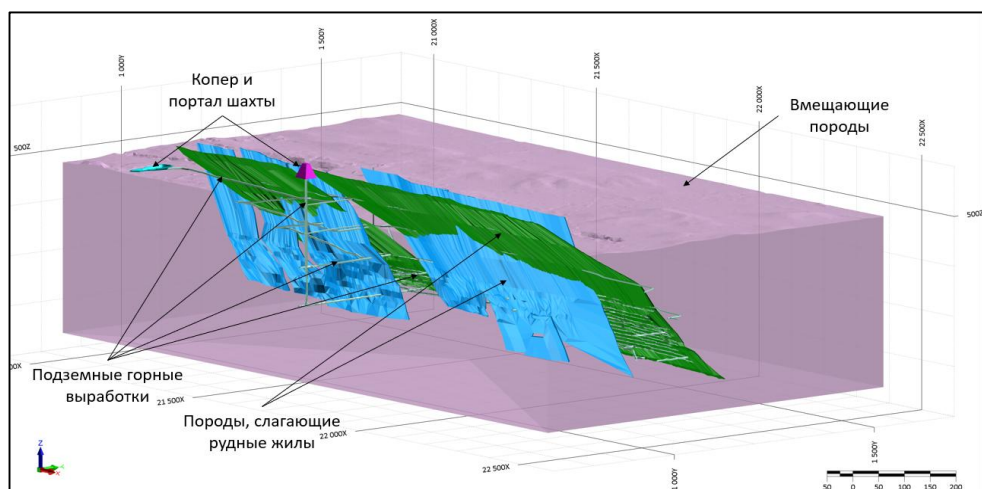 1 000Y
1 500Y
21 000X
21 500X
22 000X
22 500X
Копер и
портал шахты
Вмещающие
породы
500Z
500Z
00X
Подземные горные
выработки
21 500X
Породы, слагающие
рудные жилы
22 000X
22 500X
1 000Y
1 500Y
Z
50 0 50 100 150 200